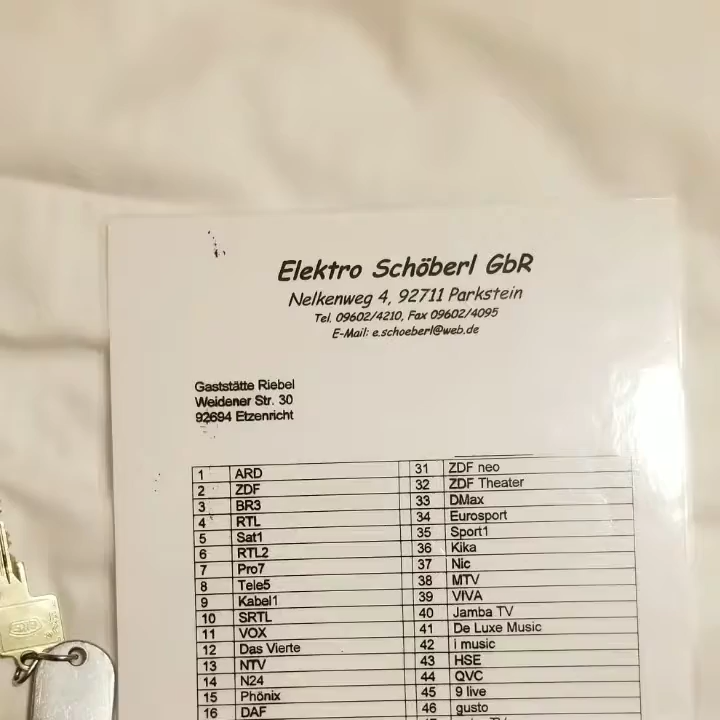 Elektro Schöberl GbR
Nelkenweg 4, 92711 Parkstein
Tel. 09602/4210, Fax 09602/4095
E-Mail: e.schoeberl@web.de
Gaststätte Riebel
Weidener Str. 30
92694 Etzenricht
1 ARD 31 ZDF neo
2 ZDF 32 ZDF Theater
3 BR3 33 DMax
4 RTL 34 Eurosport
5 Sat1 35 Sport1
6 RTL2 36 Kika
7 Pro7 37 Nic
8 Tele5 38 MTV
9 Kabel1 39 VIVA
10 SRTL 40 Jamba TV
11 VOX 41 De Luxe Music
12 Das Vierte 42 i music
13 NTV 43 HSE
14 N24 44 QVC
15 Phönix 45 9 live
16 DAF 46 gusto